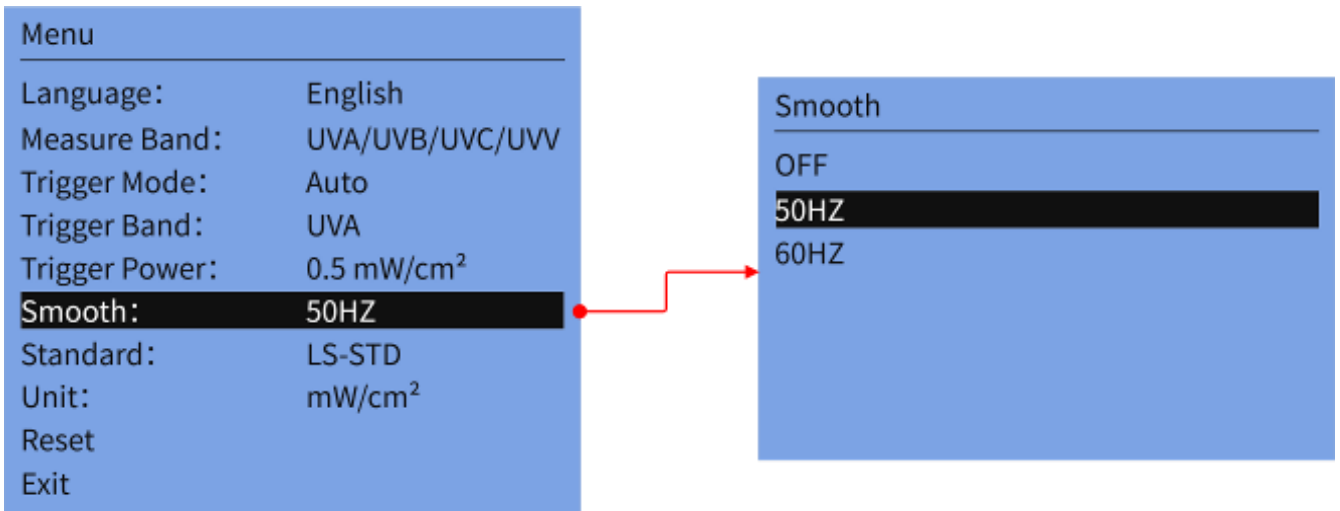 Menu
Language： English
Measure Band： UVA/UVB/UVC/UVV
Trigger Mode： Auto
Trigger Band： UVA
Trigger Power： 0.5 mW/cm²
Smooth： 50HZ
Standard： LS-STD
Unit： mW/cm²
Reset
Exit
Smooth
OFF
50HZ
60HZ